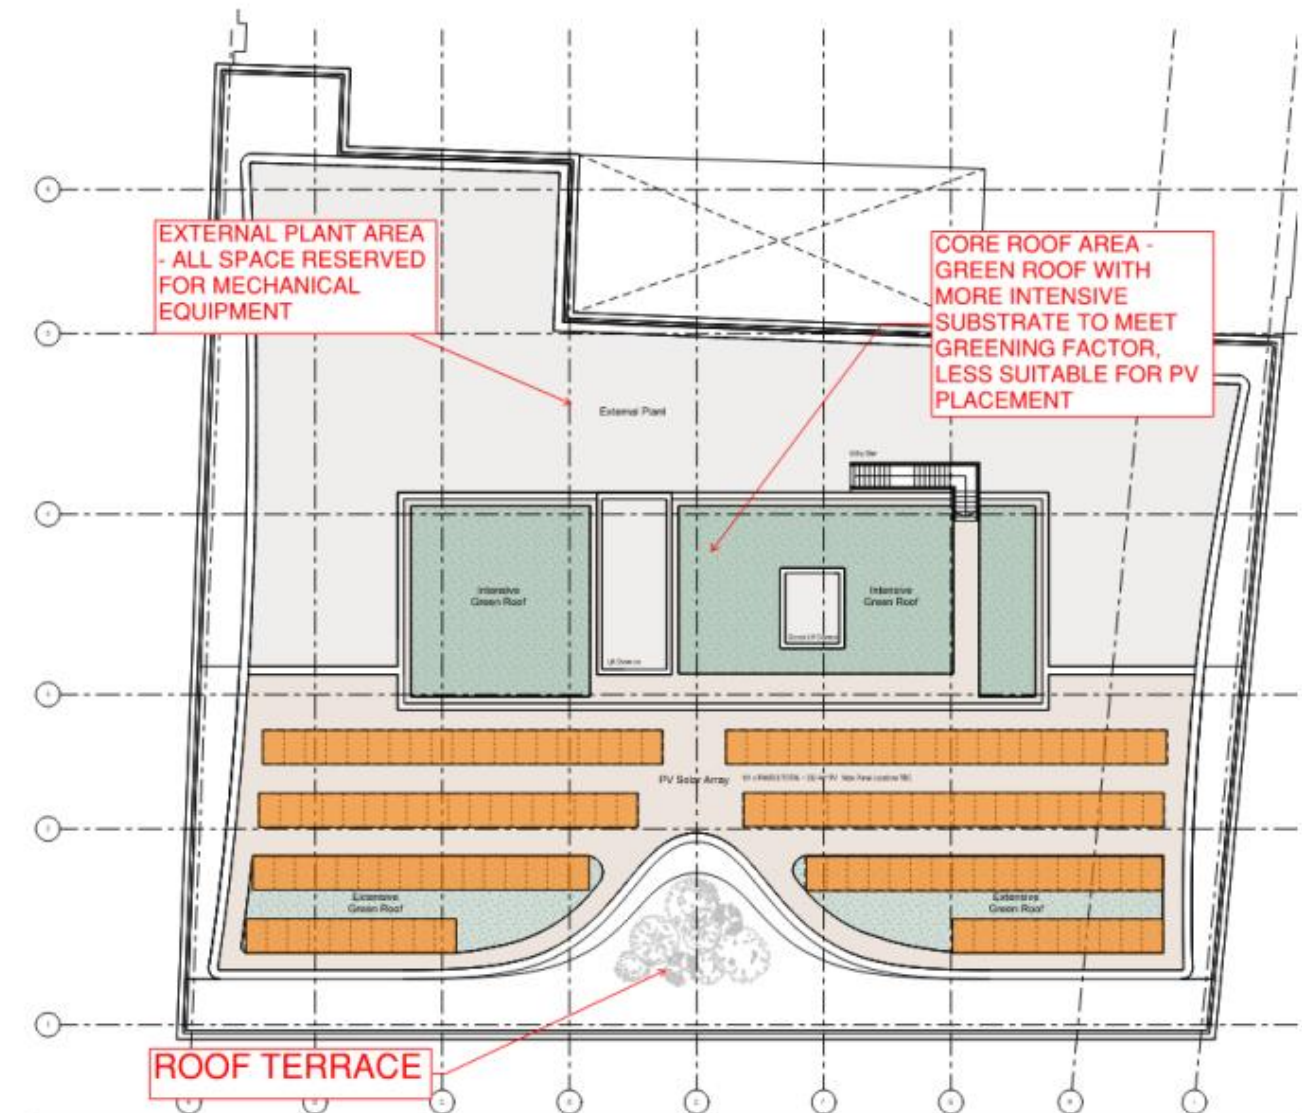 EXTERNAL PLANT AREA
- ALL SPACE RESERVED
FOR MECHANICAL
EQUIPMENT
CORE ROOF AREA -
GREEN ROOF WITH
MORE INTENSIVE
SUBSTRATE TO MEET
GREENING FACTOR,
LESS SUITABLE FOR PV
PLACEMENT
External Plant
Intensive
Green Roof
Intensive
Green Roof
PV Solar Array
Extensive
Green Roof
Extensive
Green Roof
ROOF TERRACE